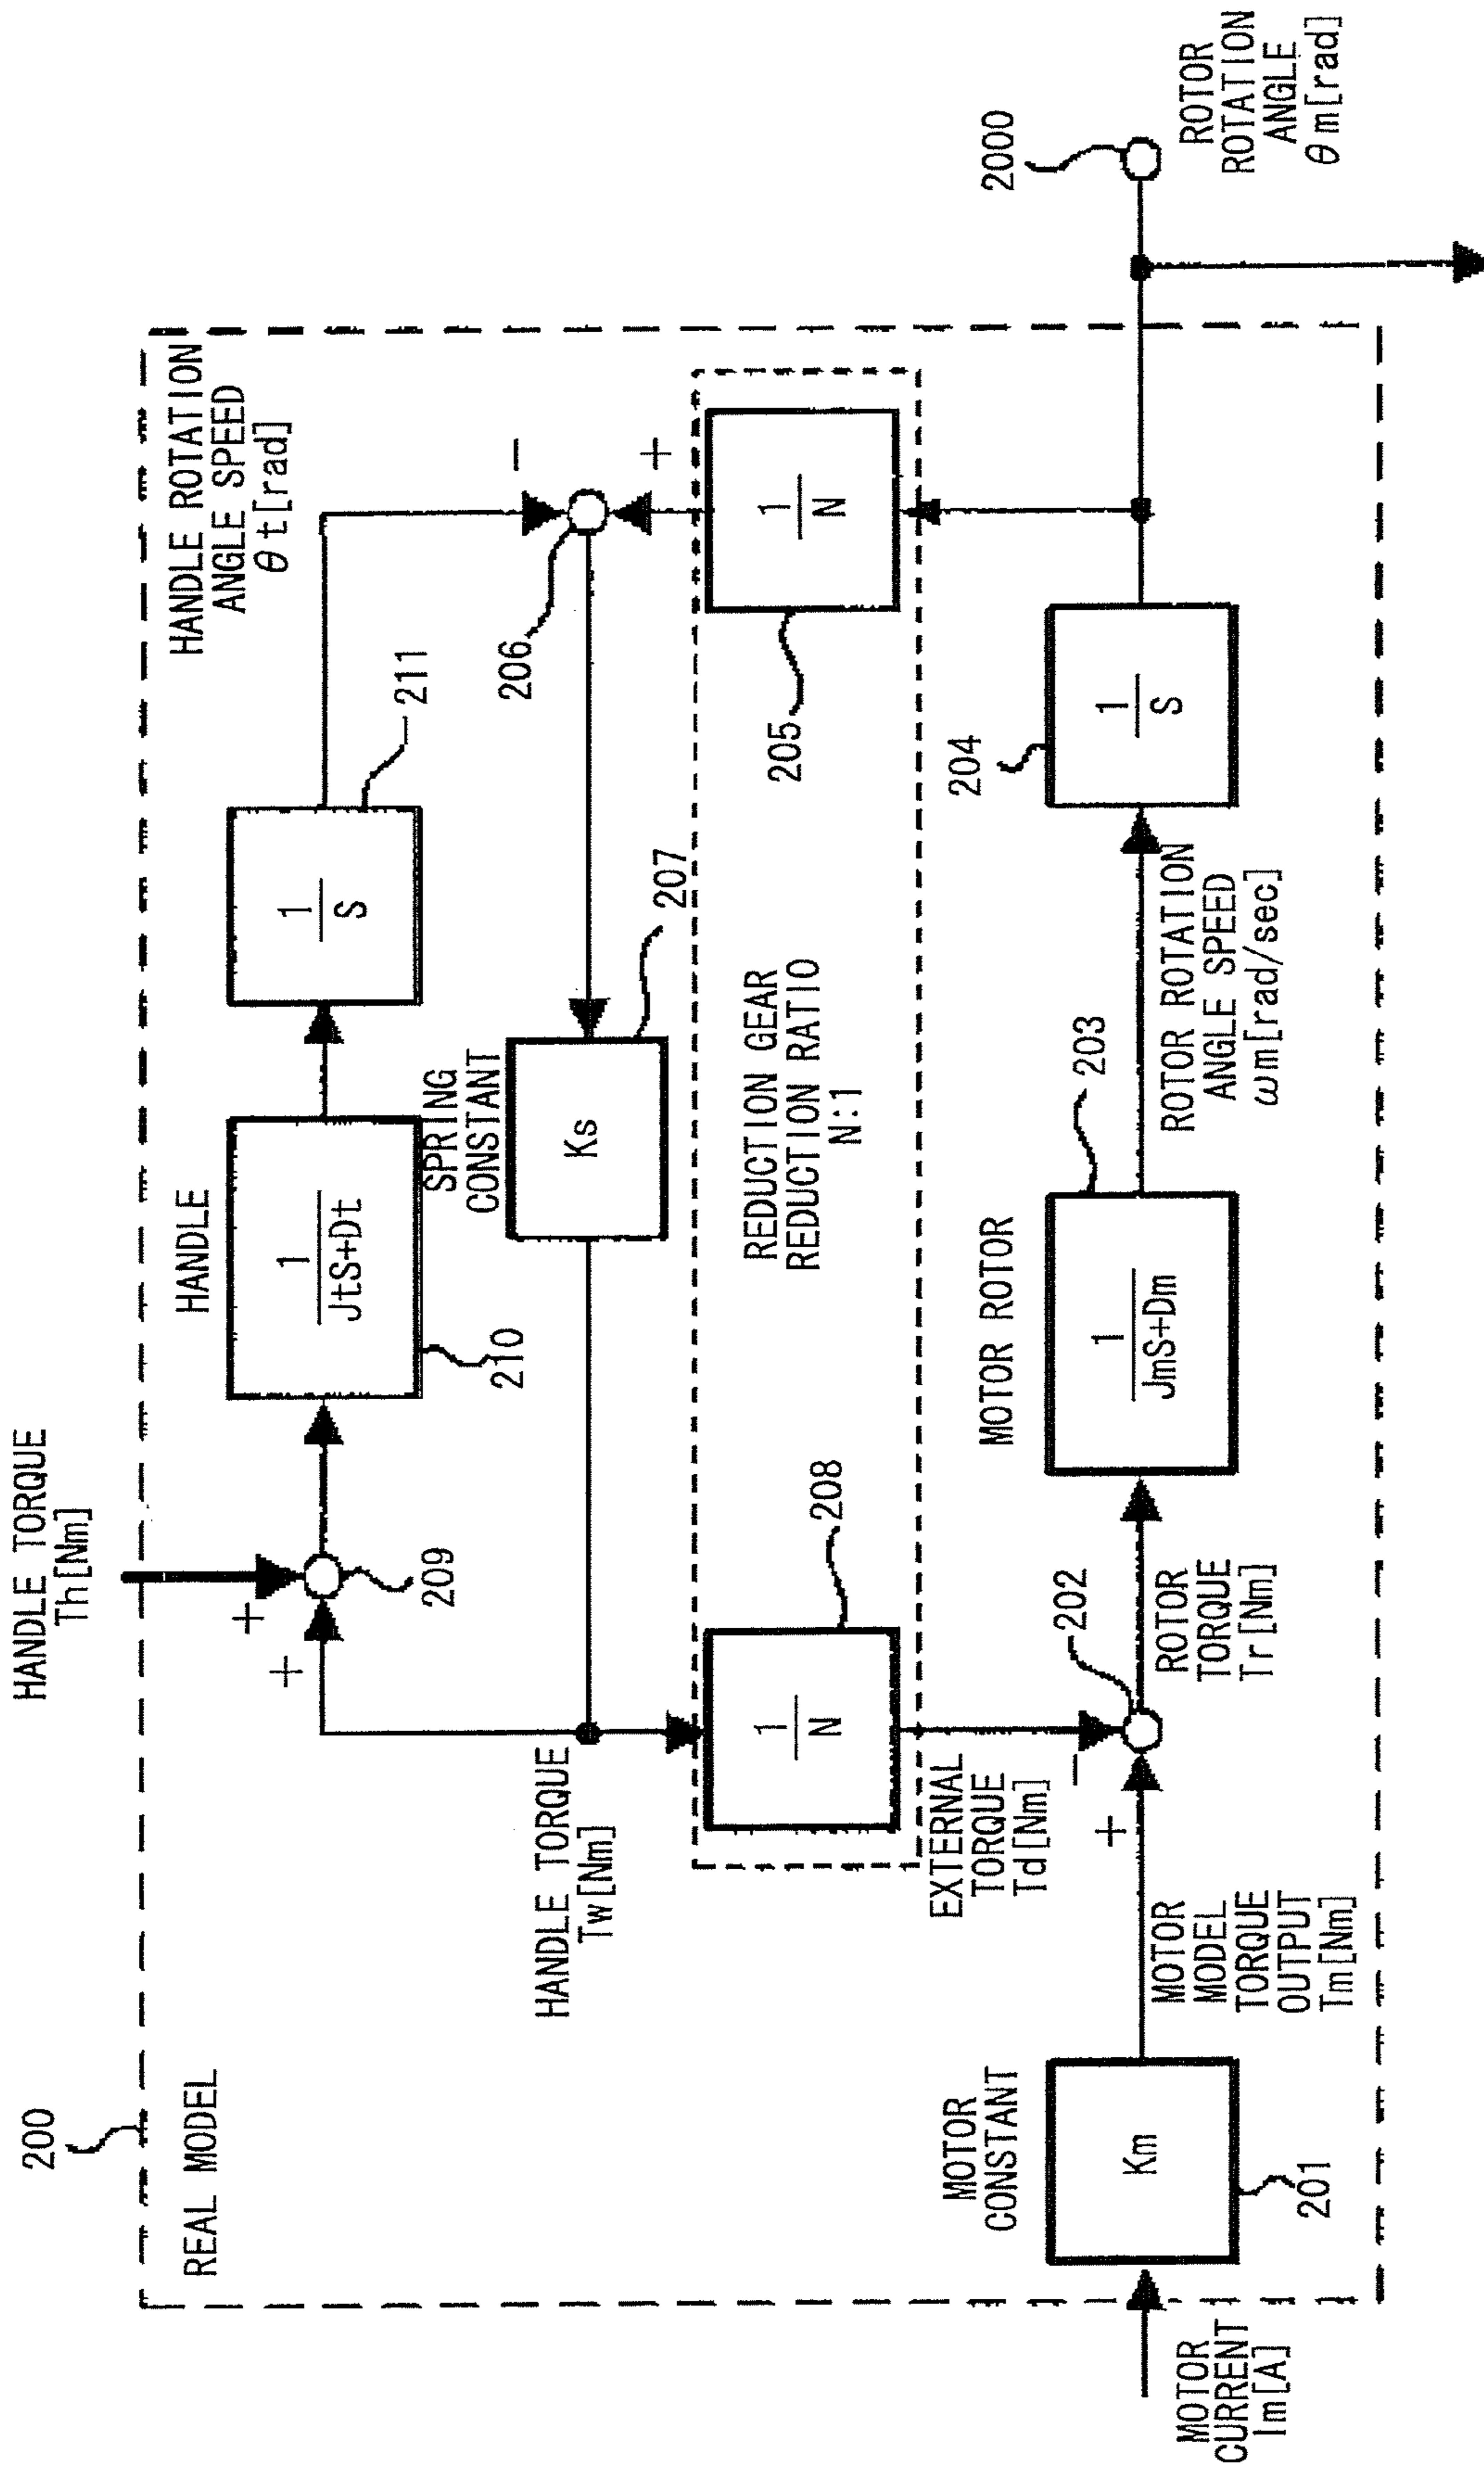 200
REAL MODEL
HANDLE TORQUE
Th[Nm]
+
+
209
HANDLE
1
JtS+Dt
210
1
S
211
HANDLE ROTATION
ANGLE SPEED
θt[rad]
−
+
206
SPRING
CONSTANT
Ks
207
HANDLE TORQUE
Tw[Nm]
1
N
208
REDUCTION GEAR
REDUCTION RATIO
N:1
1
N
205
EXTERNAL
TORQUE
Td[Nm]
MOTOR
CURRENT
Im[A]
MOTOR
CONSTANT
Km
201
MOTOR
MODEL
TORQUE
OUTPUT
Tm[Nm]
+
−
202
ROTOR
TORQUE
Tr[Nm]
MOTOR ROTOR
1
JmS+Dm
203
ROTOR ROTATION
ANGLE SPEED
ωm[rad/sec]
204
1
S
2000
ROTOR
ROTATION
ANGLE
θm[rad]